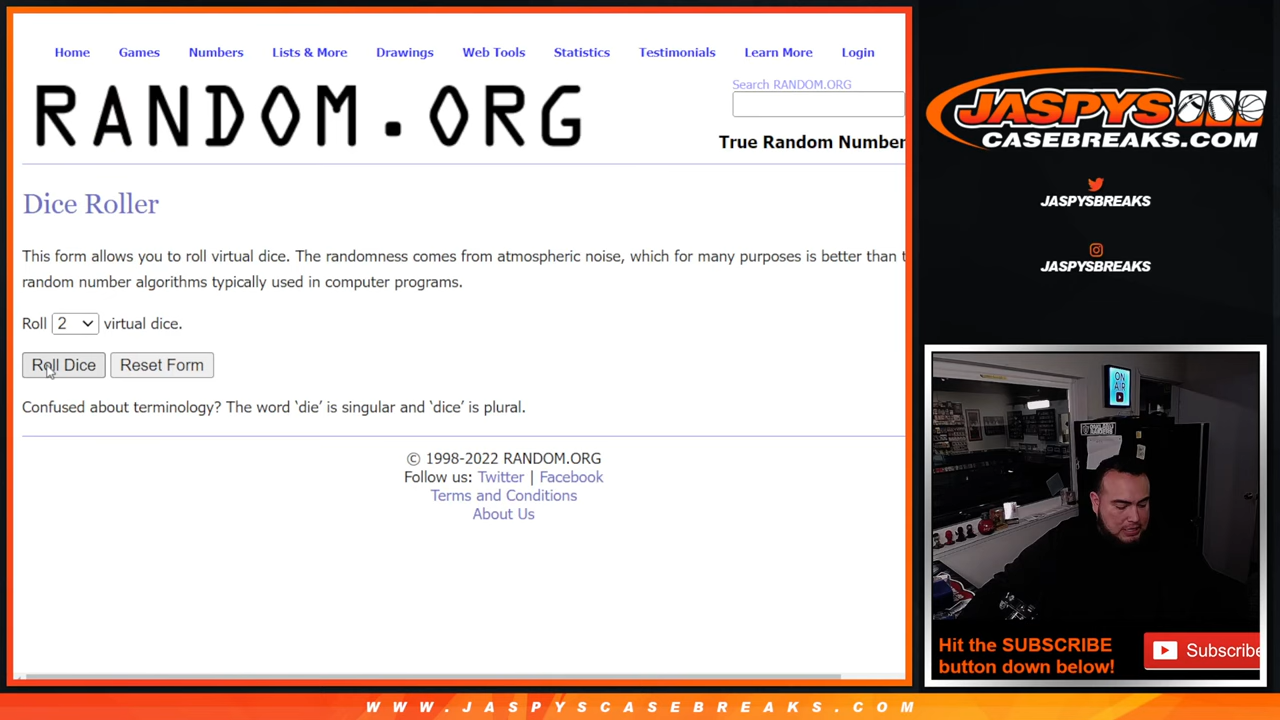 Home Games Numbers Lists & More Drawings Web Tools Statistics Testimonials Learn More Login
RANDOM.ORG
Search RANDOM.ORG
True Random Number
Dice Roller
This form allows you to roll virtual dice. The randomness comes from atmospheric noise, which for many purposes is better than t
random number algorithms typically used in computer programs.
Roll 2 virtual dice.
Roll Dice Reset Form
Confused about terminology? The word ‘die’ is singular and ‘dice’ is plural.
© 1998-2022 RANDOM.ORG
Follow us: Twitter | Facebook
Terms and Conditions
About Us
JASPYS
CASEBREAKS.COM
JASPYSBREAKS
JASPYSBREAKS
ON
AIR
Hit the SUBSCRIBE
button down below!
Subscribe
WWW.JASPYSCASEBREAKS.COM